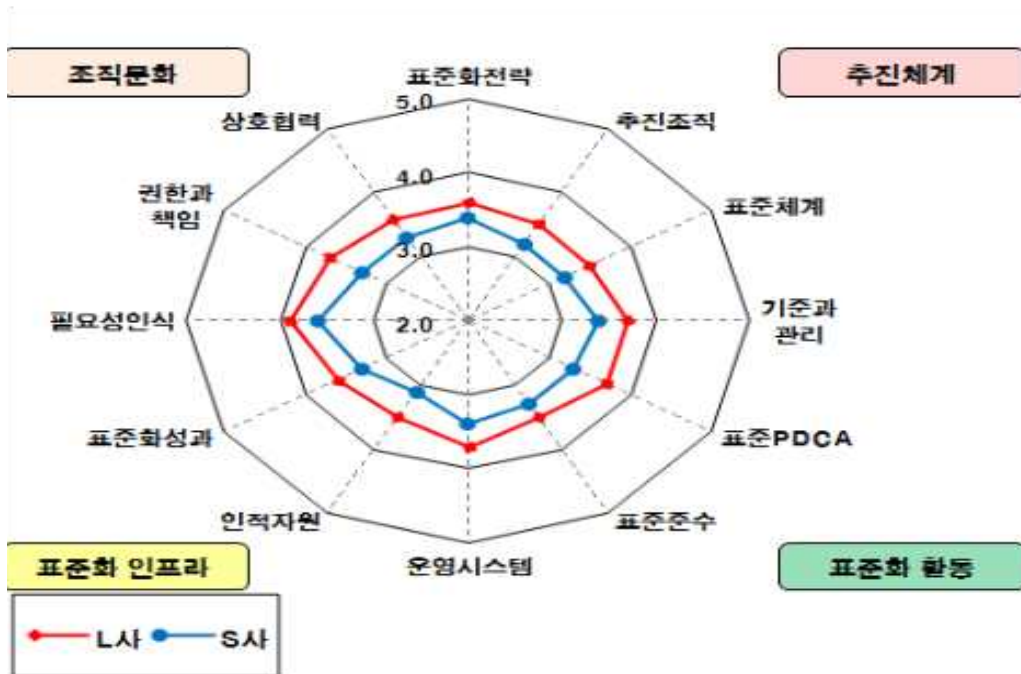 조직문화
추진체계
표준화전략
5.0
상호협력
추진조직
4.0
권한과
책임
표준체계
3.0
필요성인식
2.0
기준과
관리
표준화성과
표준PDCA
인적자원
표준준수
운영시스템
표준화 인프라
표준화 활동
L사
S사